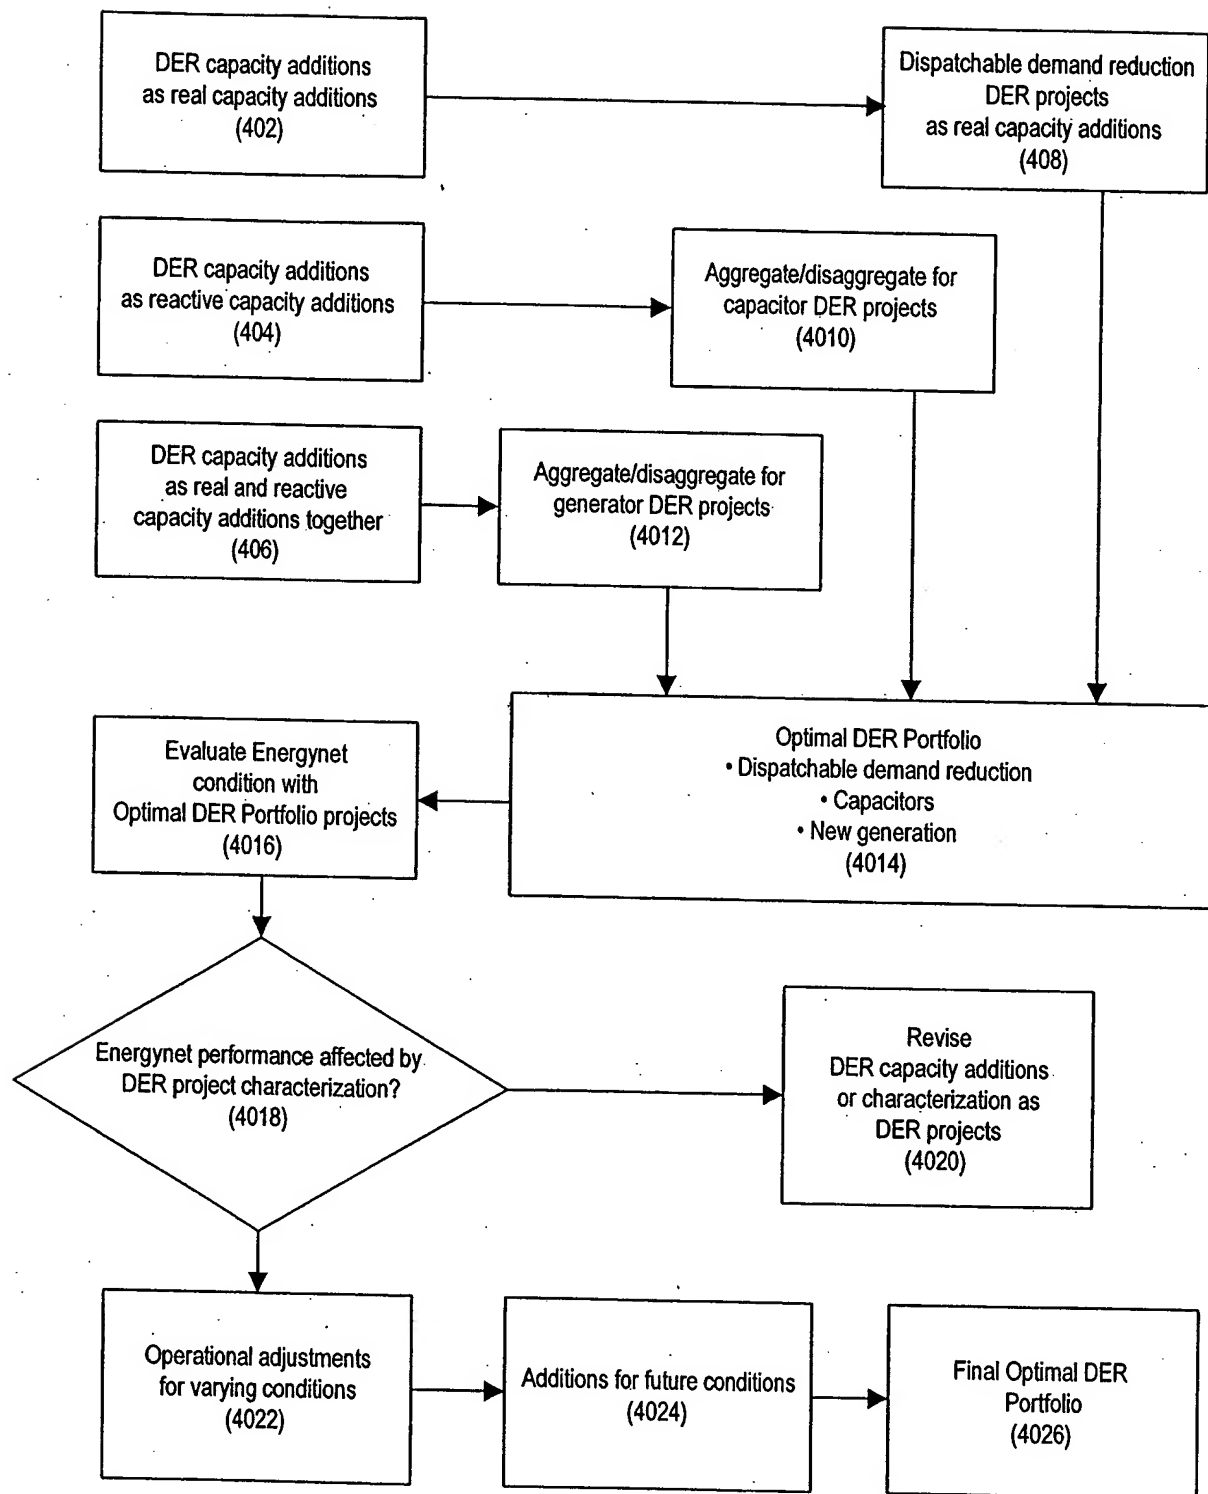 DER capacity additions
as real capacity additions
(402)
Dispatchable demand reduction
DER projects
as real capacity additions
(408)
DER capacity additions
as reactive capacity additions
(404)
Aggregate/disaggregate for
capacitor DER projects
(4010)
DER capacity additions
as real and reactive
capacity additions together
(406)
Aggregate/disaggregate for
generator DER projects
(4012)
Optimal DER Portfolio
• Dispatchable demand reduction
• Capacitors
• New generation
(4014)
Evaluate Energynet
condition with
Optimal DER Portfolio projects
(4016)
Energynet performance affected by
DER project characterization?
(4018)
Revise
DER capacity additions
or characterization as
DER projects
(4020)
Operational adjustments
for varying conditions
(4022)
Additions for future conditions
(4024)
Final Optimal DER
Portfolio
(4026)